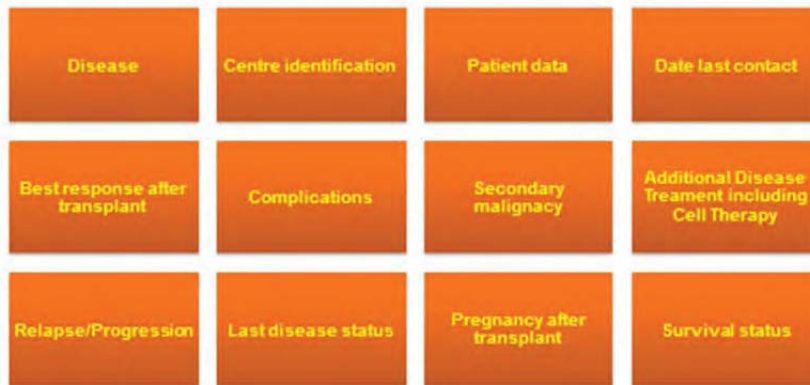 Disease
Centre identification
Patient data
Date last contact
Best response after
transplant
Complications
Secondary
malignacy
Additional Disease
Treament including
Cell Therapy
Relapse/Progression
Last disease status
Pregnancy after
transplant
Survival status